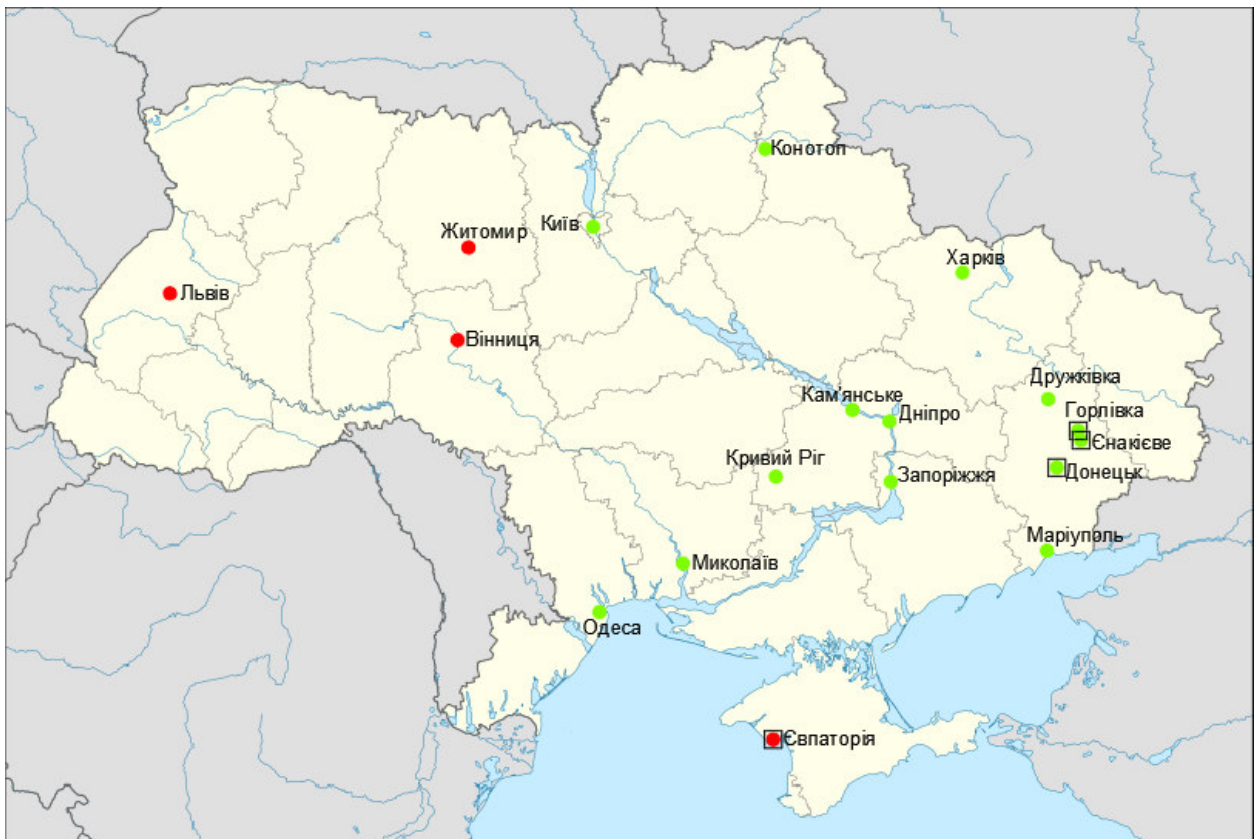 Конотоп
Київ
Житомир
Харків
Львів
Вінниця
Дружківка
Кам'янське
Горлівка
Дніпро
Єнакієве
Кривий Ріг
Донецьк
Запоріжжя
Маріуполь
Миколаїв
Одеса
Євпаторія